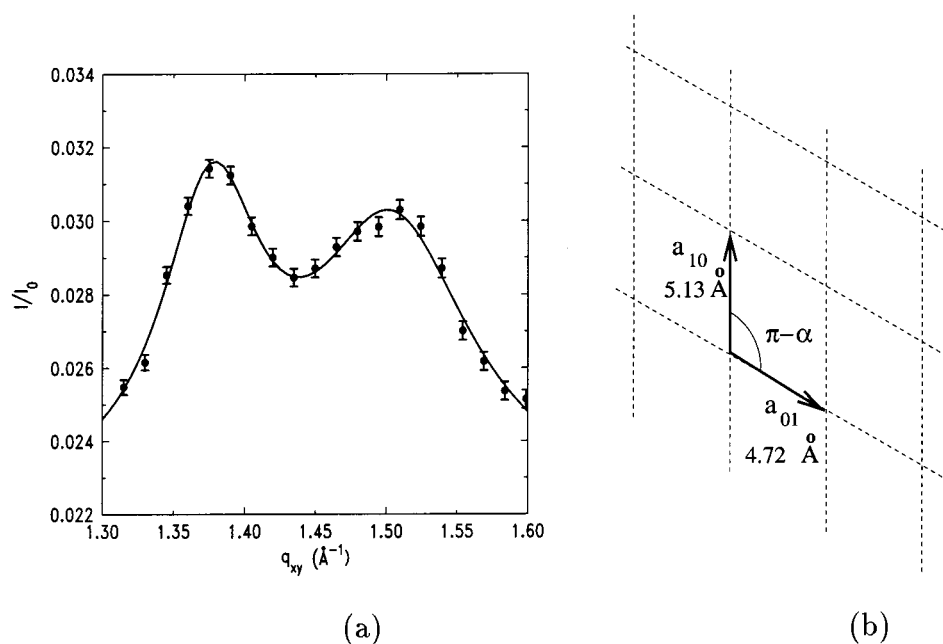 0.034
0.032
0.030
0.028
0.026
0.024
0.022
I/I₀
1.30 1.35 1.40 1.45 1.50 1.55 1.60
q_xy (Å⁻¹)
(a)
a₁₀
5.13 Å
π−α
a₀₁
4.72 Å
(b)